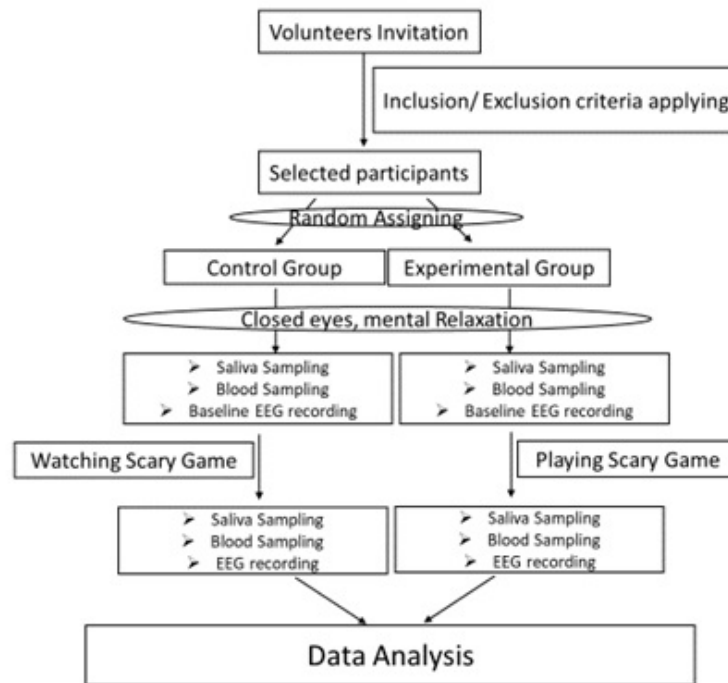 Volunteers Invitation
Inclusion/ Exclusion criteria applying
Selected participants
Random Assigning
Control Group
Experimental Group
Closed eyes, mental Relaxation
➢ Saliva Sampling
➢ Blood Sampling
➢ Baseline EEG recording
➢ Saliva Sampling
➢ Blood Sampling
➢ Baseline EEG recording
Watching Scary Game
Playing Scary Game
➢ Saliva Sampling
➢ Blood Sampling
➢ EEG recording
➢ Saliva Sampling
➢ Blood Sampling
➢ EEG recording
Data Analysis